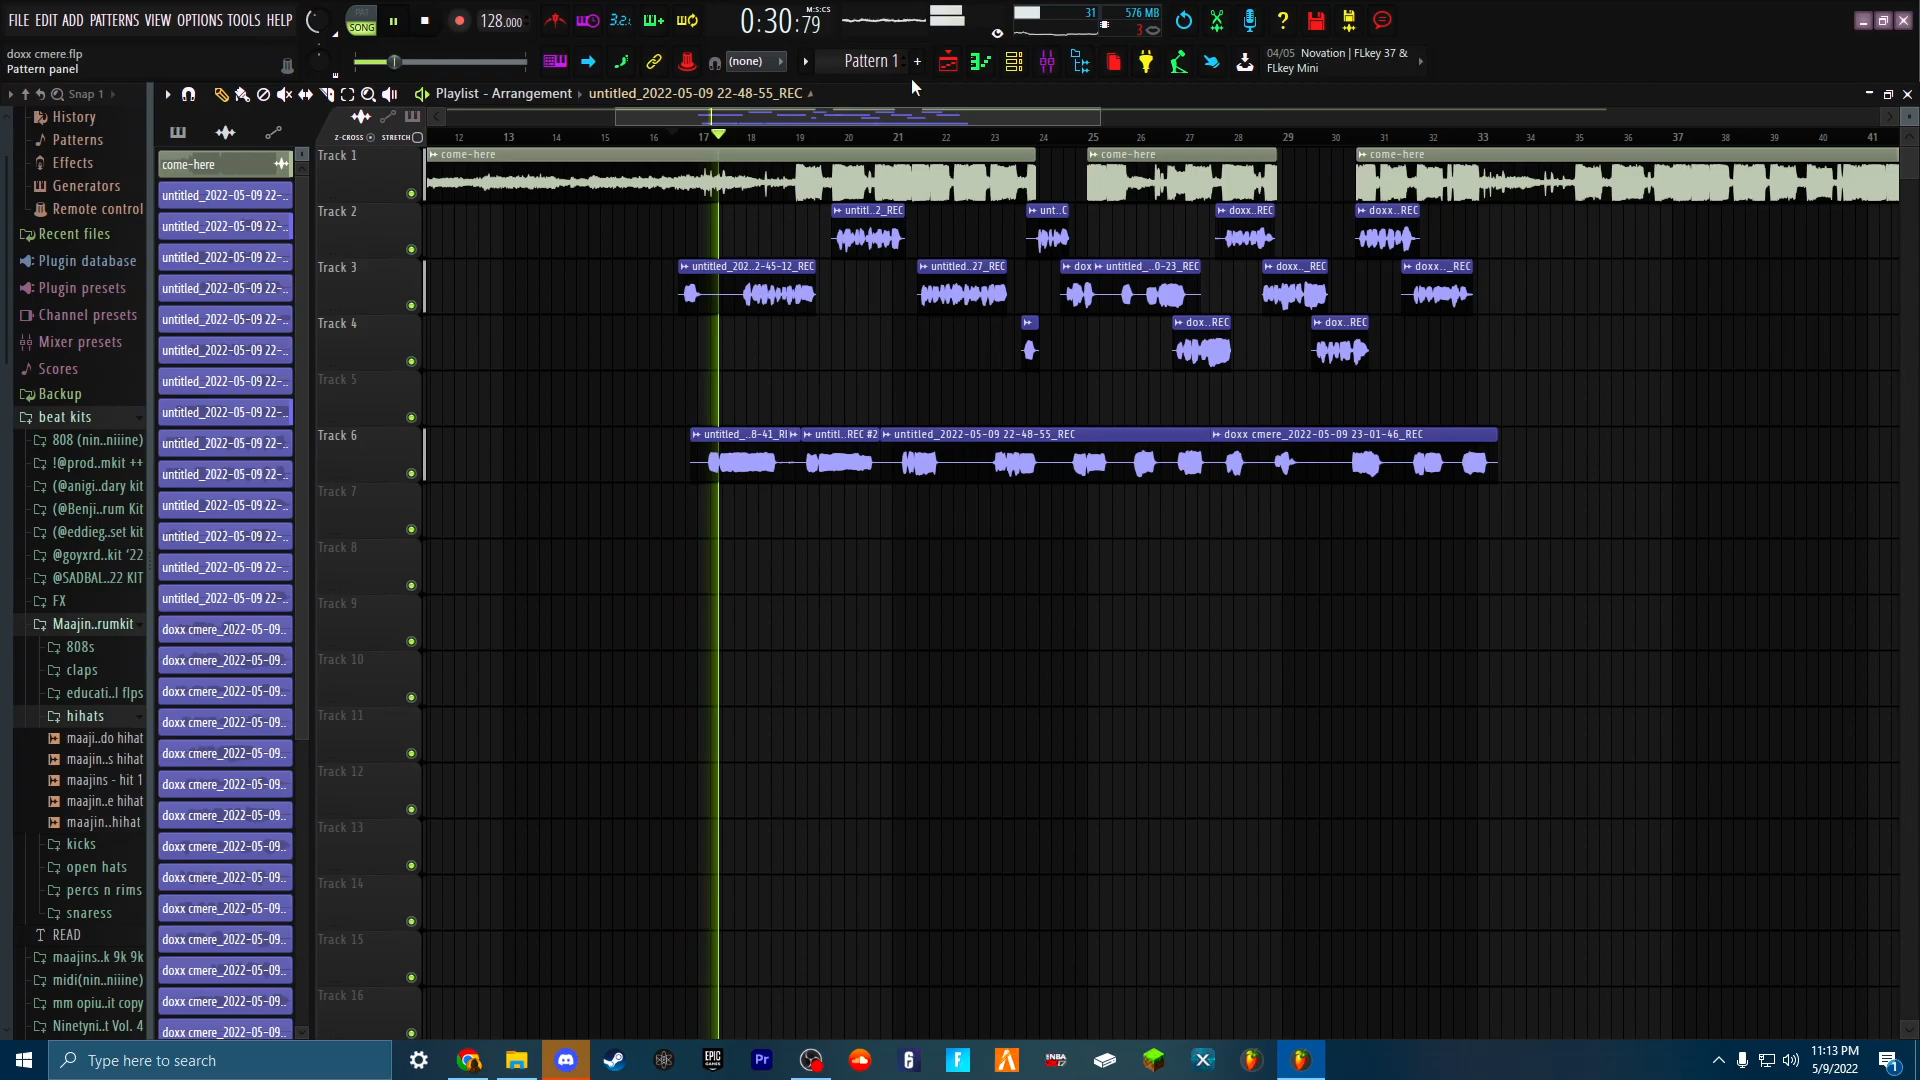 FILE EDIT ADD PATTERNS VIEW OPTIONS TOOLS HELP
PAT
SONG
128.000
3.2.
0:30:79
M:S:CS
31
576 MB
3
doxx cmere.flp
Pattern panel
(none)
Pattern 1
+
04/05 Novation | FLkey 37 &
FLkey Mini
Snap 1
Playlist - Arrangement › untitled_2022-05-09 22-48-55_REC
Z-CROSS
STRETCH
12 13 14 15 16 17 18 19 20 21 22 23 24 25 26 27 28 29 30 31 32 33 34 35 36 37 38 39 40 41
History
Patterns
Effects
Generators
Remote control
Recent files
Plugin database
Plugin presets
Channel presets
Mixer presets
Scores
Backup
beat kits
808 (nin..niiine)
!@prod..mkit ++
(@anigi..dary kit
(@Benji..rum Kit
(@eddieg..set kit
@goyxrd..kit '22
@SADBAL..22 KIT
FX
Maajin..rumkit
808s
claps
educati..l flps
hihats
maaji..do hihat
maajin..s hihat
maajins - hit 1
maajin..e hihat
maajin..hihat
kicks
open hats
percs n rims
snaress
READ
maajins..k 9k 9k
midi(nin..niiine)
mm opiu..it copy
Ninetyni..t Vol. 4
come-here
untitled_2022-05-09 22-..
untitled_2022-05-09 22-..
untitled_2022-05-09 22-..
untitled_2022-05-09 22-..
untitled_2022-05-09 22-..
untitled_2022-05-09 22-..
untitled_2022-05-09 22-..
untitled_2022-05-09 22-..
untitled_2022-05-09 22-..
untitled_2022-05-09 22-..
untitled_2022-05-09 22-..
untitled_2022-05-09 22-..
untitled_2022-05-09 22-..
untitled_2022-05-09 22-..
doxx cmere_2022-05-09..
doxx cmere_2022-05-09..
doxx cmere_2022-05-09..
doxx cmere_2022-05-09..
doxx cmere_2022-05-09..
doxx cmere_2022-05-09..
doxx cmere_2022-05-09..
doxx cmere_2022-05-09..
doxx cmere_2022-05-09..
doxx cmere_2022-05-09..
doxx cmere_2022-05-09..
doxx cmere_2022-05-09..
doxx cmere_2022-05-09..
doxx cmere_2022-05-09..
Track 1
come-here
come-here
come-here
Track 2
untitl..2_REC
unt..C
doxx..REC
doxx..REC
Track 3
untitled_202..2-45-12_REC
untitled..27_REC
dox
untitled_..0-23_REC
doxx.._REC
doxx.._REC
Track 4
dox..REC
dox..REC
Track 5
Track 6
untitled_..8-41_RI
untitl..REC #2
untitled_2022-05-09 22-48-55_REC
doxx cmere_2022-05-09 23-01-46_REC
Track 7
Track 8
Track 9
Track 10
Track 11
Track 12
Track 13
Track 14
Track 15
Track 16
Type here to search
EPIC
GAMES
Pr
6
F
NBA
11:13 PM
5/9/2022
1